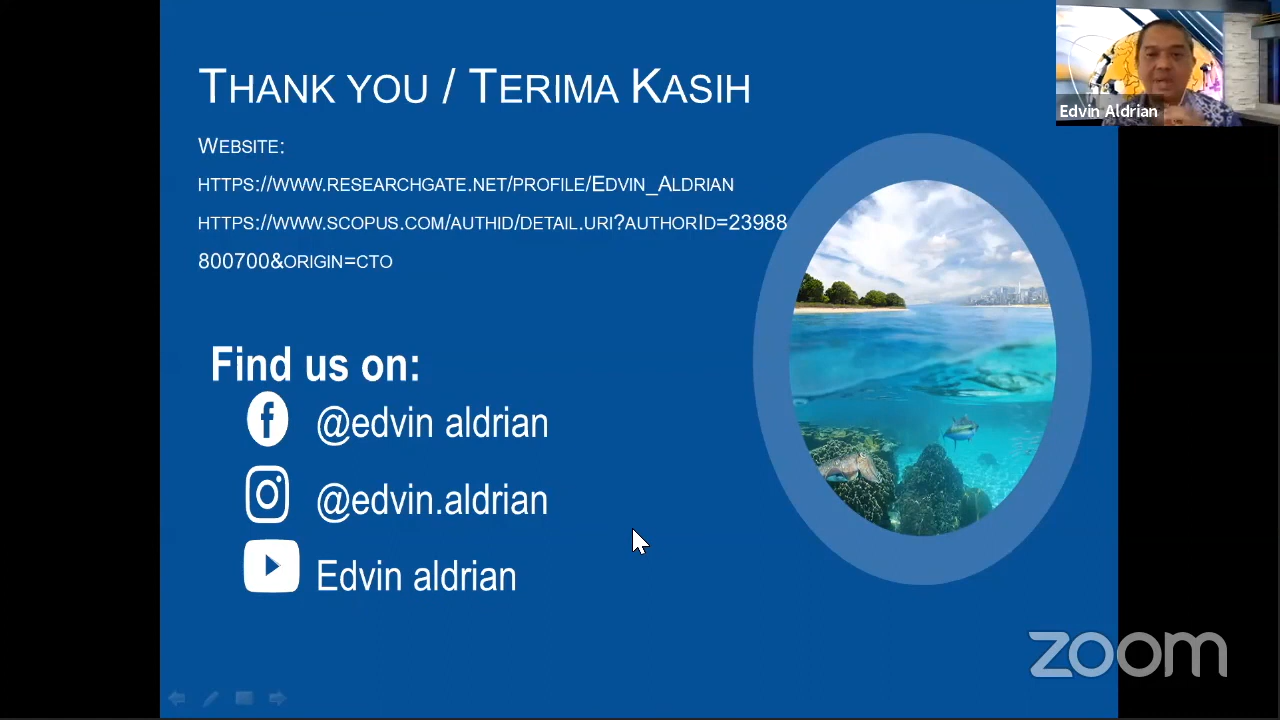 THANK YOU / TERIMA KASIH
WEBSITE:
HTTPS://WWW.RESEARCHGATE.NET/PROFILE/EDVIN_ALDRIAN
HTTPS://WWW.SCOPUS.COM/AUTHID/DETAIL.URI?AUTHORID=23988
800700&ORIGIN=CTO
Find us on:
@edvin aldrian
@edvin.aldrian
Edvin aldrian
Edvin Aldrian
zoom